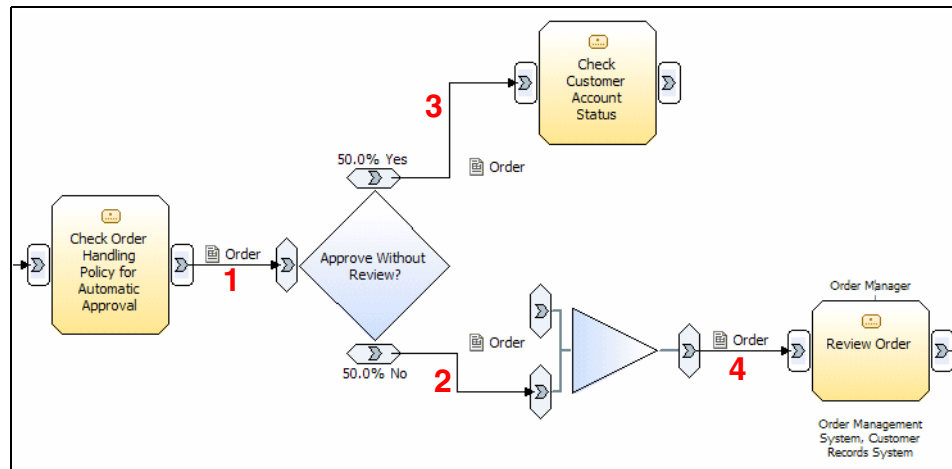 Check
Customer
Account
Status
3
50.0% Yes
Order
Check Order
Handling
Policy for
Automatic
Approval
Order
1
Approve Without
Review?
Order Manager
Order
Order
Review Order
50.0% No
2
4
Order Management
System, Customer
Records System